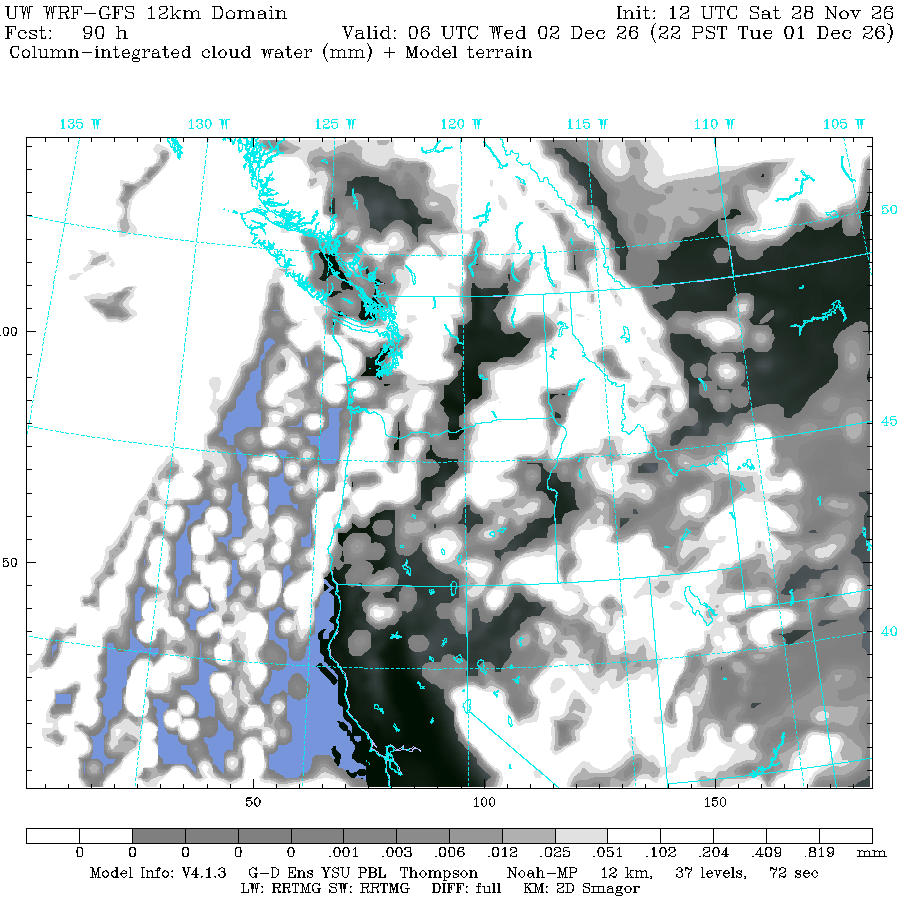 UW WRF-GFS 12km Domain Init: 12 UTC Sat 28 Nov 26
Fcst: 90 h Valid: 06 UTC Wed 02 Dec 26 (22 PST Tue 01 Dec 26)
Column-integrated cloud water (mm) + Model terrain
135 W 130 W 125 W 120 W 115 W 110 W 105 W
50
00
45
50
40
50 100 150
0 0 0 0 0 .001 .003 .006 .012 .025 .051 .102 .204 .409 .819 mm
Model Info: V4.1.3 G-D Ens YSU PBL Thompson Noah-MP 12 km, 37 levels, 72 sec
LW: RRTMG SW: RRTMG DIFF: full KM: 2D Smagor